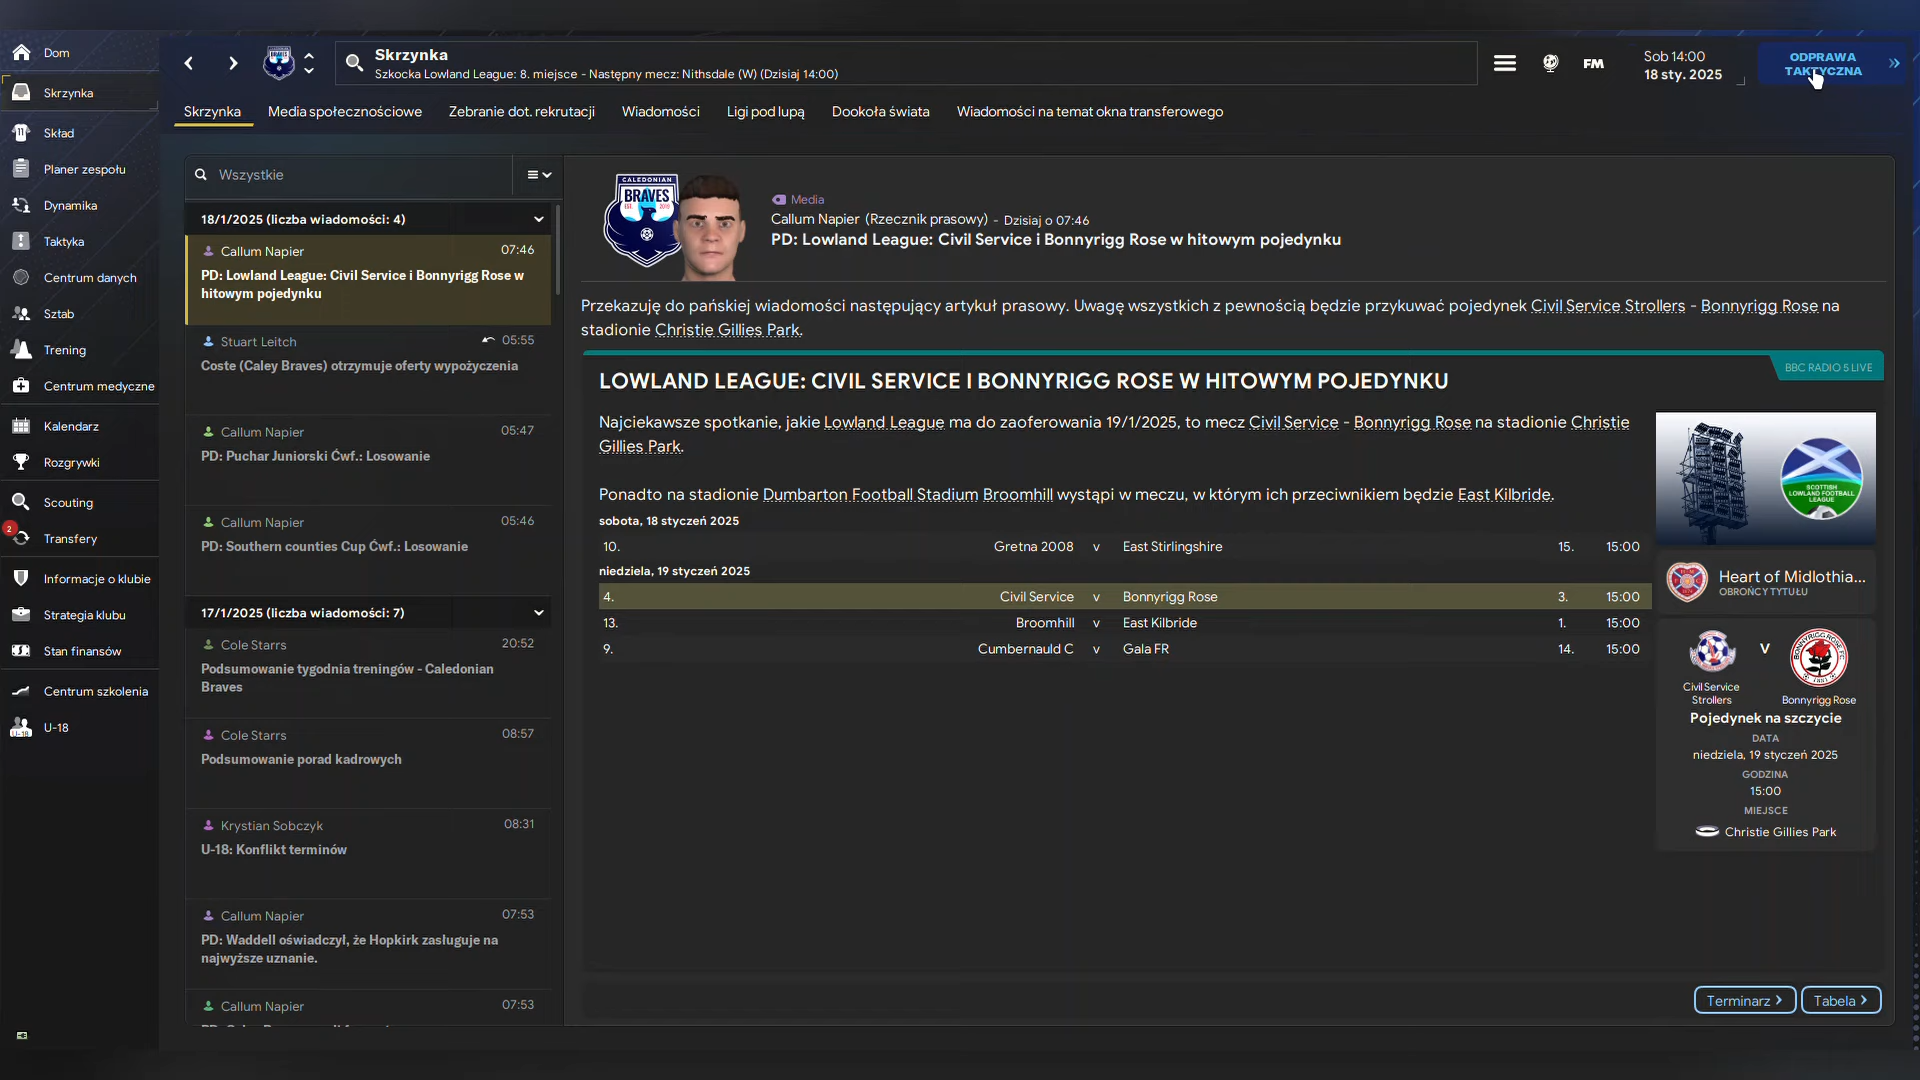 Dom
Skrzynka
Skład
Planer zespołu
Dynamika
Taktyka
Centrum danych
Sztab
Trening
Centrum medyczne
Kalendarz
Rozgrywki
Scouting
2
Transfery
Informacje o klubie
Strategia klubu
Stan finansów
Centrum szkolenia
U-18
Skrzynka
Szkocka Lowland League: 8. miejsce - Następny mecz: Nithsdale (W) (Dzisiaj 14:00)
FM
Sob 14:00
18 sty. 2025
ODPRAWA
TAKTYCZNA
Skrzynka Media społecznościowe Zebranie dot. rekrutacji Wiadomości Ligi pod lupą Dookoła świata Wiadomości na temat okna transferowego
Wszystkie
18/1/2025 (liczba wiadomości: 4)
Callum Napier 07:46
PD: Lowland League: Civil Service i Bonnyrigg Rose w
hitowym pojedynku
Stuart Leitch 05:55
Coste (Caley Braves) otrzymuje oferty wypożyczenia
Callum Napier 05:47
PD: Puchar Juniorski Ćwf.: Losowanie
Callum Napier 05:46
PD: Southern counties Cup Ćwf.: Losowanie
17/1/2025 (liczba wiadomości: 7)
Cole Starrs 20:52
Podsumowanie tygodnia treningów - Caledonian
Braves
Cole Starrs 08:57
Podsumowanie porad kadrowych
Krystian Sobczyk 08:31
U-18: Konflikt terminów
Callum Napier 07:53
PD: Waddell oświadczył, że Hopkirk zasługuje na
najwyższe uznanie.
Callum Napier 07:53
CALEDONIAN
BRAVES
Media
Callum Napier (Rzecznik prasowy) - Dzisiaj o 07:46
PD: Lowland League: Civil Service i Bonnyrigg Rose w hitowym pojedynku
Przekazuję do pańskiej wiadomości następujący artykuł prasowy. Uwagę wszystkich z pewnością będzie przykuwać pojedynek Civil Service Strollers - Bonnyrigg Rose na
stadionie Christie Gillies Park.
BBC RADIO 5 LIVE
LOWLAND LEAGUE: CIVIL SERVICE I BONNYRIGG ROSE W HITOWYM POJEDYNKU
Najciekawsze spotkanie, jakie Lowland League ma do zaoferowania 19/1/2025, to mecz Civil Service - Bonnyrigg Rose na stadionie Christie
Gillies Park.
Ponadto na stadionie Dumbarton Football Stadium Broomhill wystąpi w meczu, w którym ich przeciwnikiem będzie East Kilbride.
sobota, 18 styczeń 2025
10. Gretna 2008 v East Stirlingshire 15. 15:00
niedziela, 19 styczeń 2025
4. Civil Service v Bonnyrigg Rose 3. 15:00
13. Broomhill v East Kilbride 1. 15:00
9. Cumbernauld C v Gala FR 14. 15:00
SCOTTISH
LOWLAND FOOTBALL
LEAGUE
Heart of Midlothia...
OBROŃCY TYTUŁU
V
Civil Service
Strollers
Bonnyrigg Rose
Pojedynek na szczycie
DATA
niedziela, 19 styczeń 2025
GODZINA
15:00
MIEJSCE
Christie Gillies Park
Terminarz
Tabela